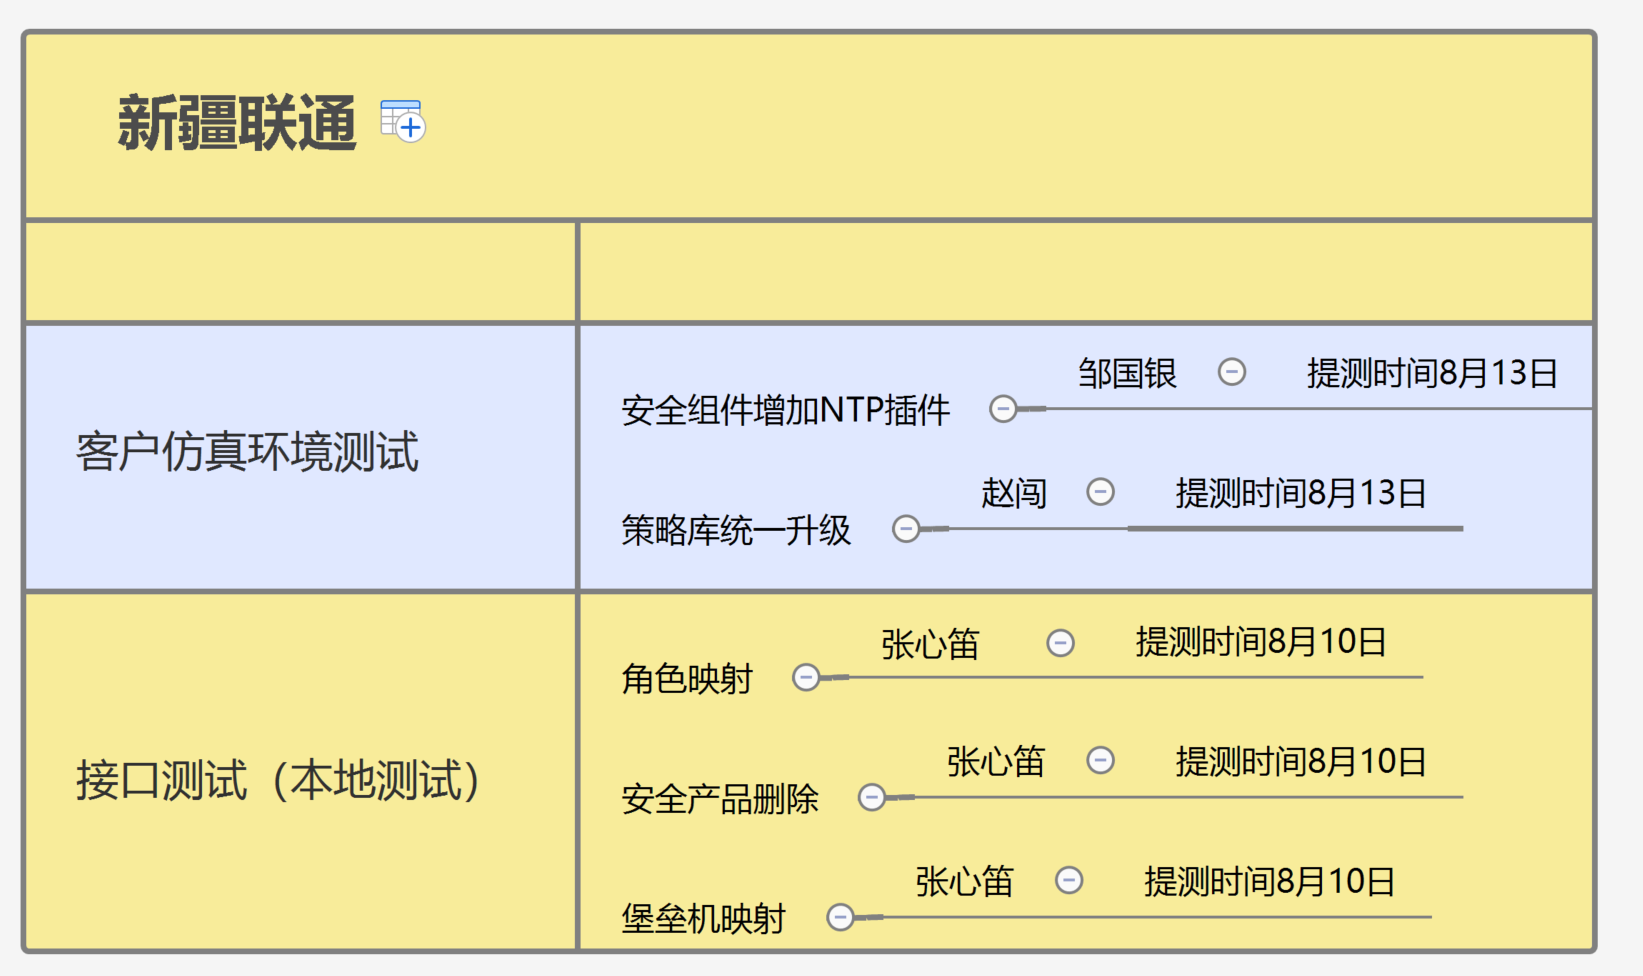 新疆联通
客户仿真环境测试
安全组件增加NTP插件 邹国银 提测时间8月13日
策略库统一升级 赵闯 提测时间8月13日
接口测试（本地测试）
角色映射 张心笛 提测时间8月10日
安全产品删除 张心笛 提测时间8月10日
堡垒机映射 张心笛 提测时间8月10日